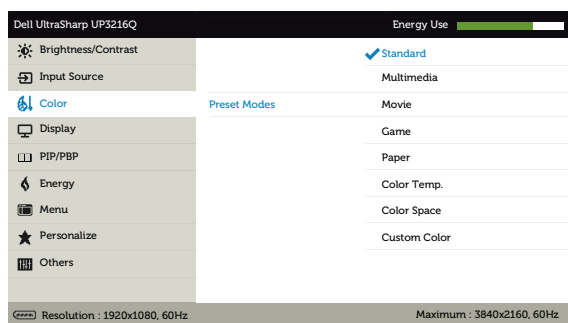 Dell UltraSharp UP3216Q Energy Use
Brightness/Contrast Standard
Input Source Multimedia
Color Preset Modes Movie
Display Game
PIP/PBP Paper
Energy Color Temp.
Menu Color Space
Personalize Custom Color
Others
Resolution : 1920x1080, 60Hz Maximum : 3840x2160, 60Hz